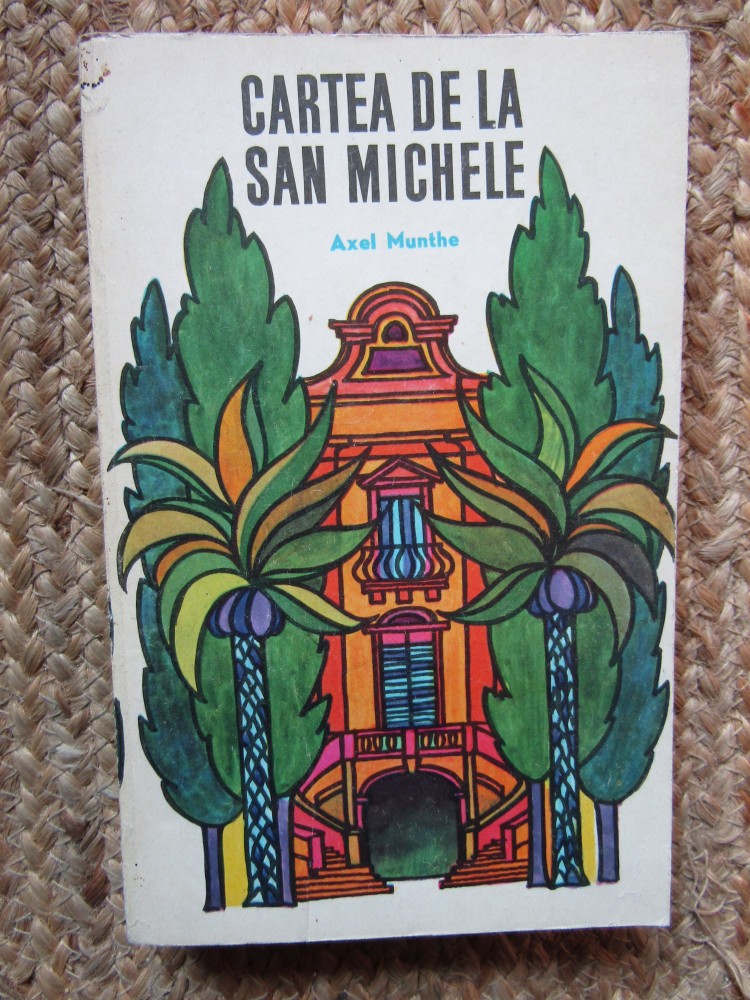 CARTEA DE LA
SAN MICHELE
Axel Munthe